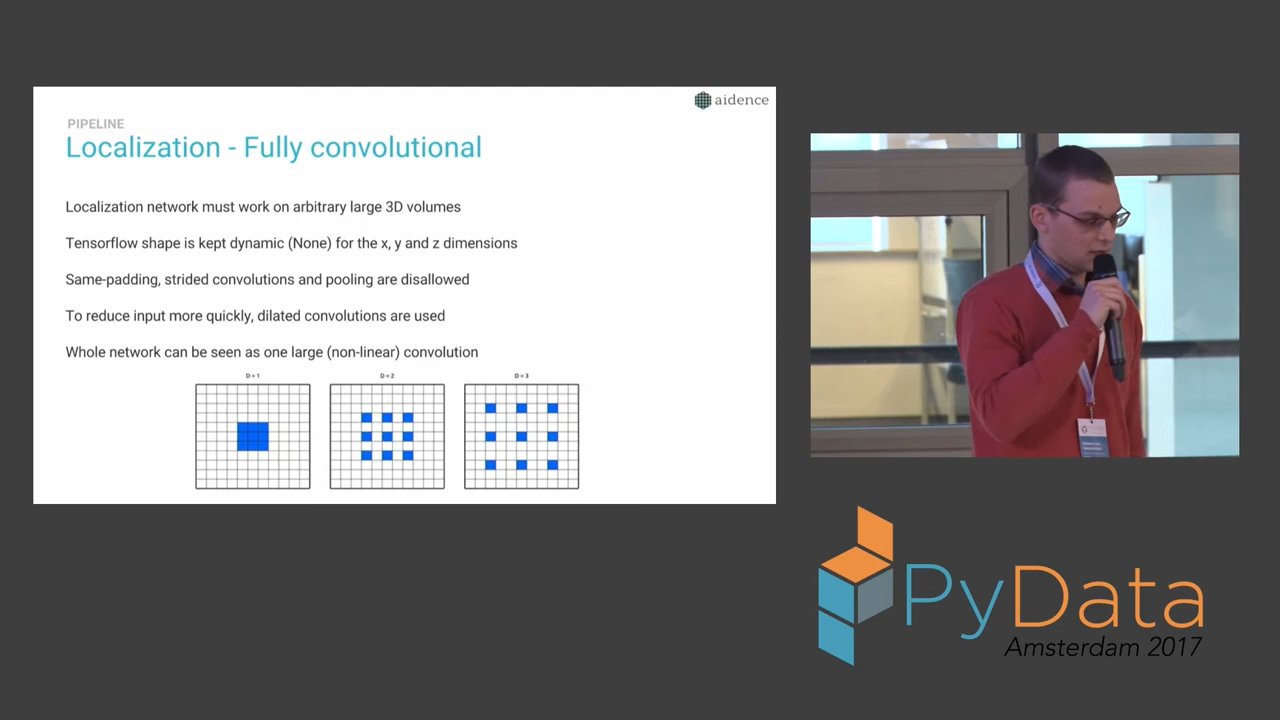 aidence
PIPELINE
Localization - Fully convolutional
Localization network must work on arbitrary large 3D volumes
Tensorflow shape is kept dynamic (None) for the x, y and z dimensions
Same-padding, strided convolutions and pooling are disallowed
To reduce input more quickly, dilated convolutions are used
Whole network can be seen as one large (non-linear) convolution
D = 1
D = 2
D = 3
PyData
Amsterdam 2017